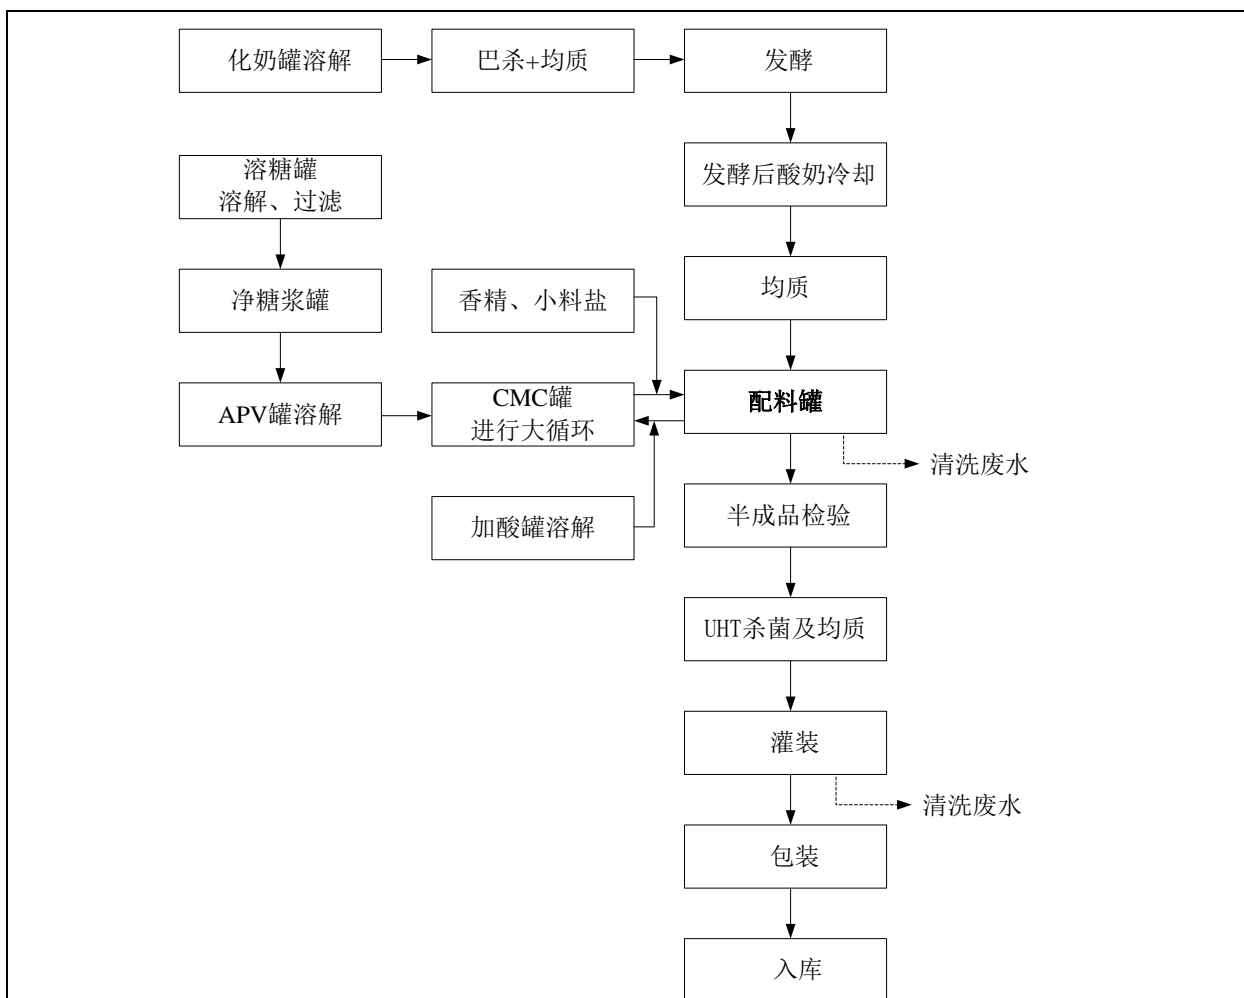 化奶罐溶解
巴杀+均质
发酵
溶糖罐
溶解、过滤
发酵后酸奶冷却
净糖浆罐
香精、小料盐
均质
APV罐溶解
CMC罐
进行大循环
配料罐
清洗废水
加酸罐溶解
半成品检验
UHT杀菌及均质
灌装
清洗废水
包装
入库